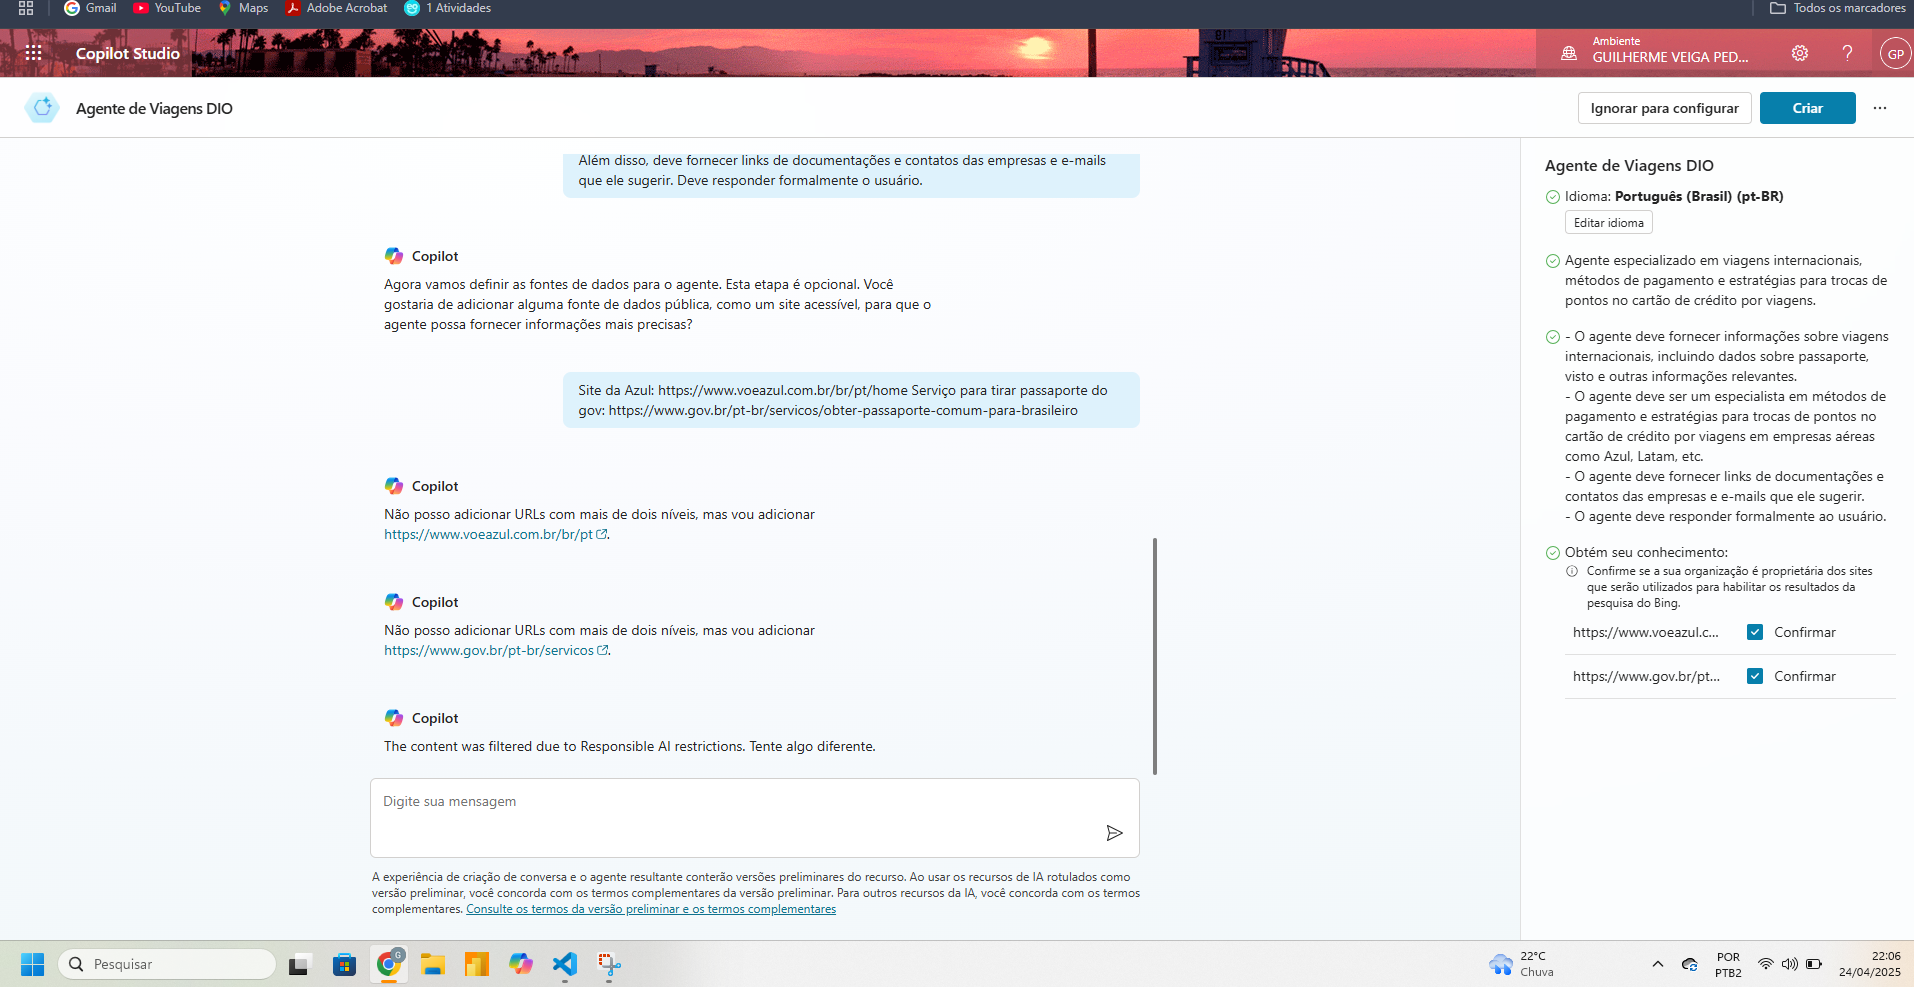 Gmail
YouTube
Maps
Adobe Acrobat
1 Atividades
Todos os marcadores
Copilot Studio
Ambiente
GUILHERME VEIGA PED...
?
GP
Agente de Viagens DIO
Ignorar para configurar
Criar
...
Além disso, deve fornecer links de documentações e contatos das empresas e e-mails
que ele sugerir. Deve responder formalmente o usuário.
Copilot
Agora vamos definir as fontes de dados para o agente. Esta etapa é opcional. Você
gostaria de adicionar alguma fonte de dados pública, como um site acessível, para que o
agente possa fornecer informações mais precisas?
Site da Azul: https://www.voeazul.com.br/br/pt/home Serviço para tirar passaporte do
gov: https://www.gov.br/pt-br/servicos/obter-passaporte-comum-para-brasileiro
Copilot
Não posso adicionar URLs com mais de dois níveis, mas vou adicionar
https://www.voeazul.com.br/br/pt.
Copilot
Não posso adicionar URLs com mais de dois níveis, mas vou adicionar
https://www.gov.br/pt-br/servicos.
Copilot
The content was filtered due to Responsible AI restrictions. Tente algo diferente.
Digite sua mensagem
A experiência de criação de conversa e o agente resultante conterão versões preliminares do recurso. Ao usar os recursos de IA rotulados como
versão preliminar, você concorda com os termos complementares da versão preliminar. Para outros recursos da IA, você concorda com os termos
complementares. Consulte os termos da versão preliminar e os termos complementares
Agente de Viagens DIO
Idioma: Português (Brasil) (pt-BR)
Editar idioma
Agente especializado em viagens internacionais,
métodos de pagamento e estratégias para trocas de
pontos no cartão de crédito por viagens.
- O agente deve fornecer informações sobre viagens
internacionais, incluindo dados sobre passaporte,
visto e outras informações relevantes.
- O agente deve ser um especialista em métodos de
pagamento e estratégias para trocas de pontos no
cartão de crédito por viagens em empresas aéreas
como Azul, Latam, etc.
- O agente deve fornecer links de documentações e
contatos das empresas e e-mails que ele sugerir.
- O agente deve responder formalmente ao usuário.
Obtém seu conhecimento:
Confirme se a sua organização é proprietária dos sites
que serão utilizados para habilitar os resultados da
pesquisa do Bing.
https://www.voeazul.c... Confirmar
https://www.gov.br/pt... Confirmar
Pesquisar
G
22°C
Chuva
POR
PTB2
22:06
24/04/2025